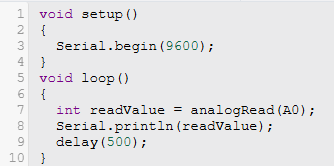 1 void setup()
2 {
3   Serial.begin(9600);
4 }
5 void loop()
6 {
7   int readValue = analogRead(A0);
8   Serial.println(readValue);
9   delay(500);
10 }